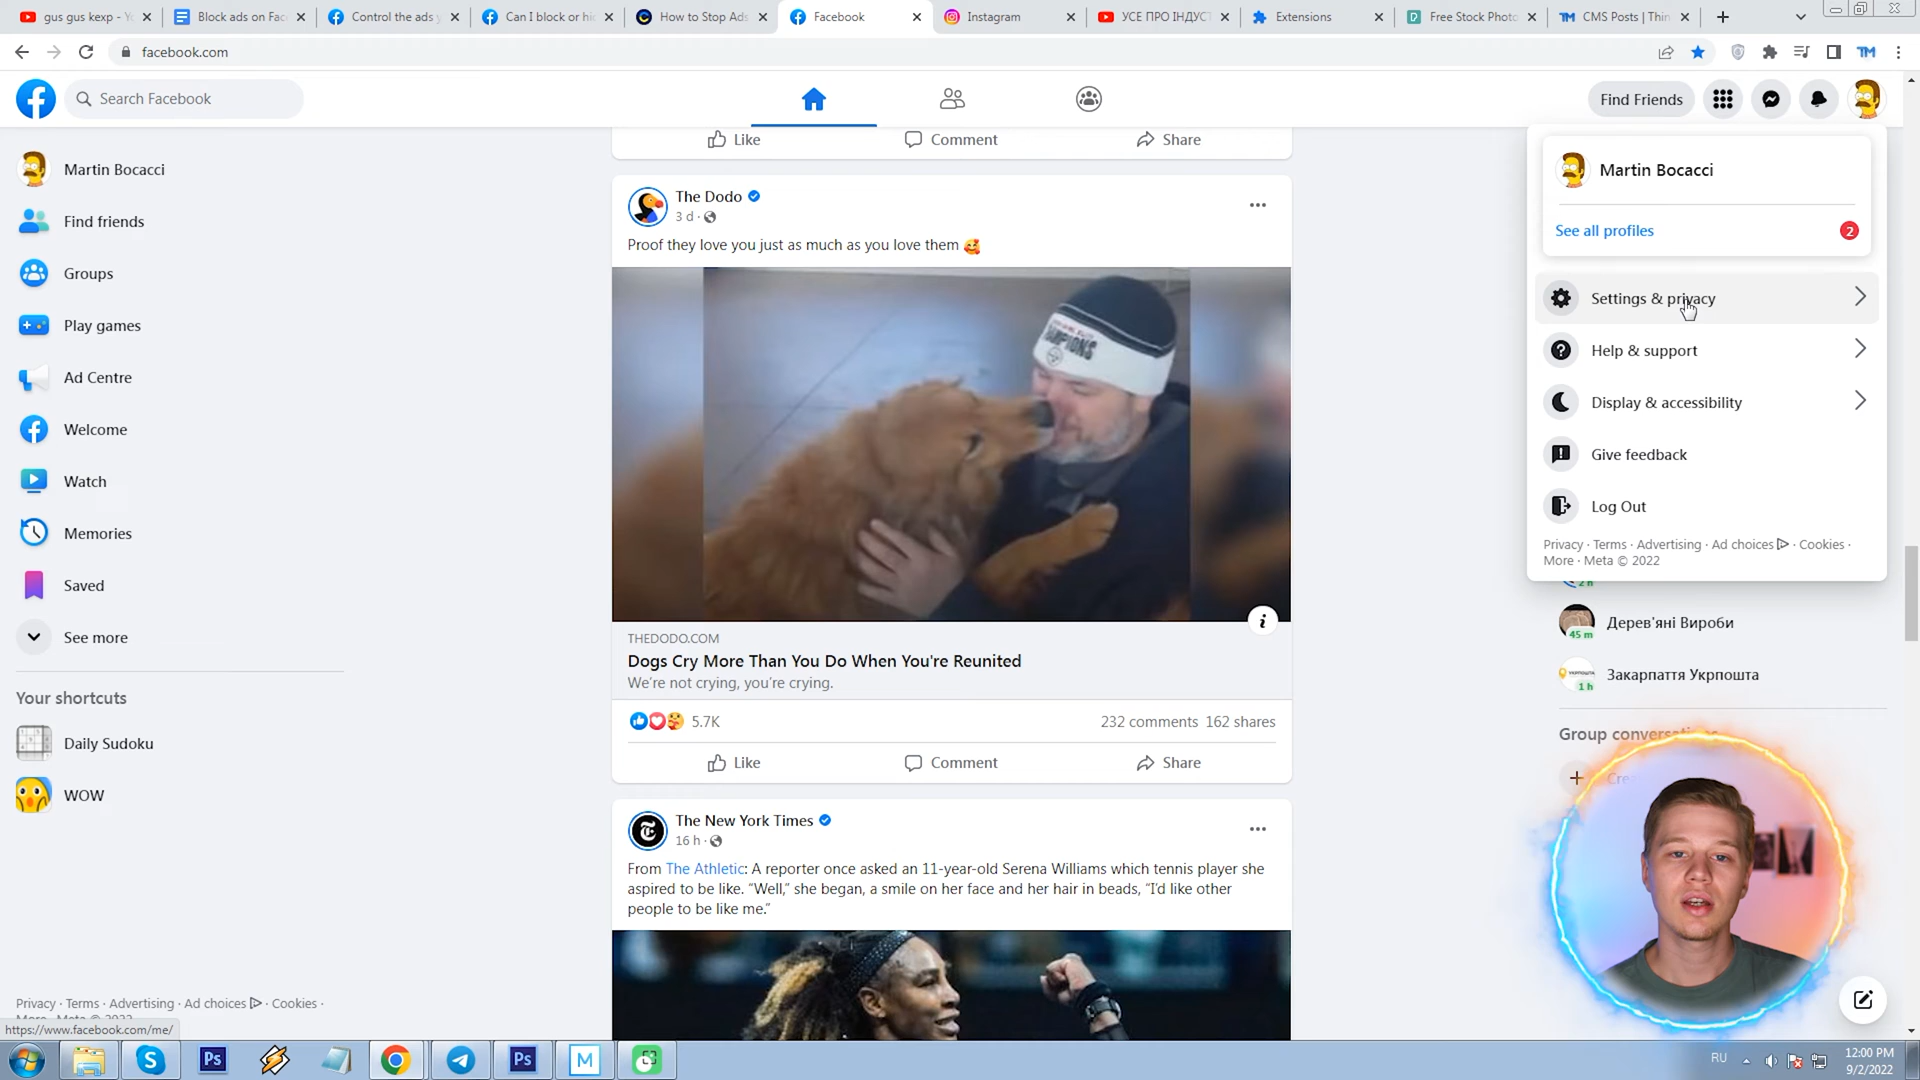 gus gus kexp - Yo
Block ads on Fac
Control the ads y
Can I block or hid
How to Stop Ads
Facebook
Instagram
УСЕ ПРО ІНДУСТ
Extensions
Free Stock Photo
CMS Posts | Thin
facebook.com
TM
Search Facebook
Find Friends
Martin Bocacci
Find friends
Groups
Play games
Ad Centre
Welcome
Watch
Memories
Saved
See more
Your shortcuts
Daily Sudoku
WOW
Privacy · Terms · Advertising · Ad choices · Cookies ·
More · Meta © 2022
https://www.facebook.com/me/
Like
Comment
Share
The Dodo
3 d ·
Proof they love you just as much as you love them 🥰
CHAMPIONS
THEDODO.COM
Dogs Cry More Than You Do When You're Reunited
We're not crying, you're crying.
5.7K
232 comments 162 shares
Like
Comment
Share
The New York Times
16 h ·
From The Athletic: A reporter once asked an 11-year-old Serena Williams which tennis player she
aspired to be like. “Well,” she began, a smile on her face and her hair in beads, “I'd like other
people to be like me.”
Martin Bocacci
See all profiles
2
Settings & privacy
Help & support
Display & accessibility
Give feedback
Log Out
Privacy · Terms · Advertising · Ad choices · Cookies ·
More · Meta © 2022
2 h
Дерев'яні Вироби
45 m
Закарпаття Укрпошта
1 h
Group conversations
RU
12:00 PM
9/2/2022